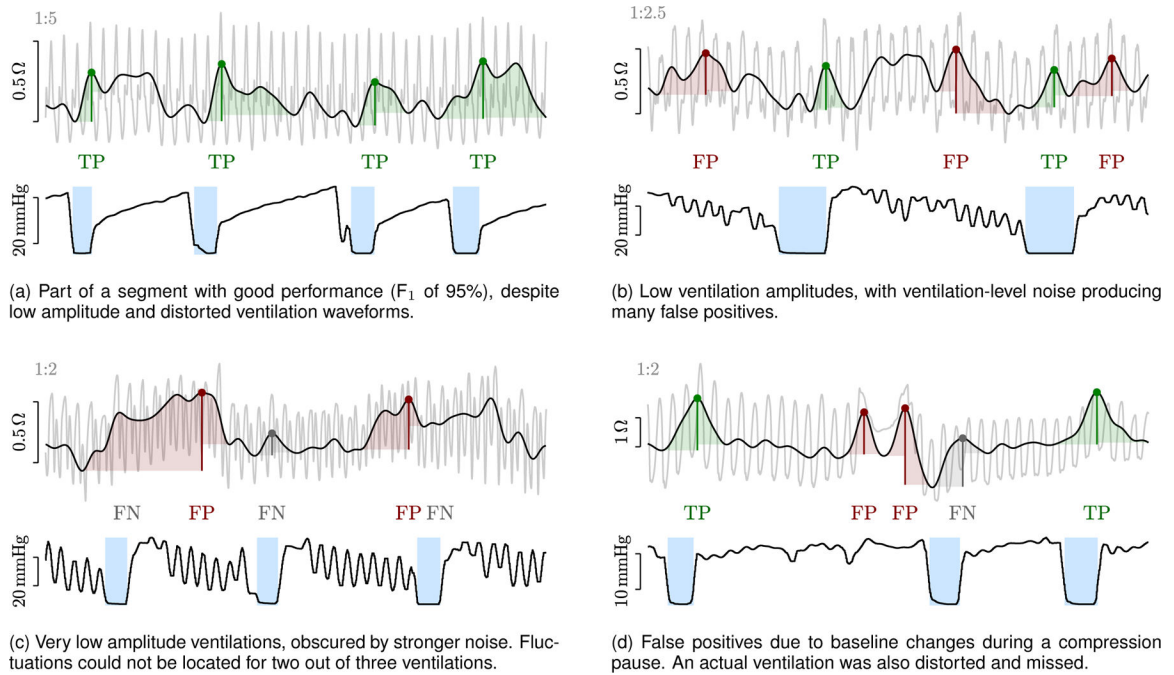 1:5
0.5 Ω
TP TP TP TP
20 mmHg
(a) Part of a segment with good performance (F₁ of 95%), despite
low amplitude and distorted ventilation waveforms.
1:2.5
0.5 Ω
FP TP FP TP FP
20 mmHg
(b) Low ventilation amplitudes, with ventilation-level noise producing
many false positives.
1:2
0.5 Ω
FN FP FN FP FN
20 mmHg
(c) Very low amplitude ventilations, obscured by stronger noise. Fluc-
tuations could not be located for two out of three ventilations.
1:2
1 Ω
TP FP FP FN TP
10 mmHg
(d) False positives due to baseline changes during a compression
pause. An actual ventilation was also distorted and missed.